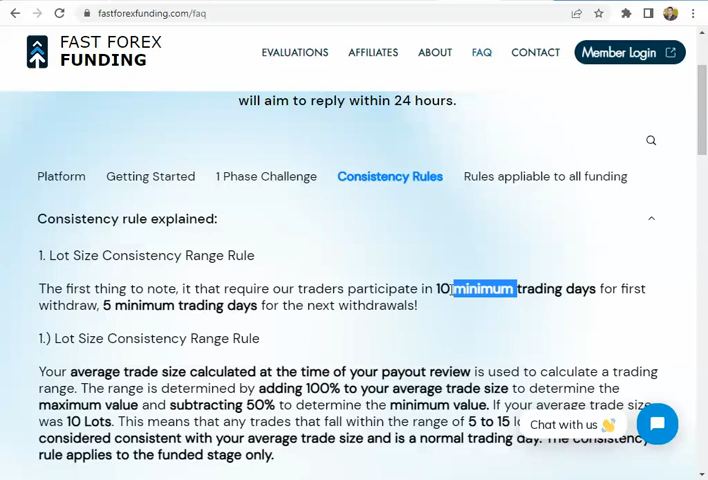 fastforexfunding.com/faq
FAST FOREX
FUNDING
EVALUATIONS AFFILIATES ABOUT FAQ CONTACT Member Login
will aim to reply within 24 hours.
Platform Getting Started 1 Phase Challenge Consistency Rules Rules appliable to all funding
Consistency rule explained:
1. Lot Size Consistency Range Rule
The first thing to note, it that require our traders participate in 10 minimum trading days for first
withdraw, 5 minimum trading days for the next withdrawals!
1.) Lot Size Consistency Range Rule
Your average trade size calculated at the time of your payout review is used to calculate a trading
range. The range is determined by adding 100% to your average trade size to determine the
maximum value and subtracting 50% to determine the minimum value. If your average trade size
was 10 Lots. This means that any trades that fall within the range of 5 to 15
considered consistent with your average trade size and is a normal trading day. The consistency
rule applies to the funded stage only.
Chat with us 👋